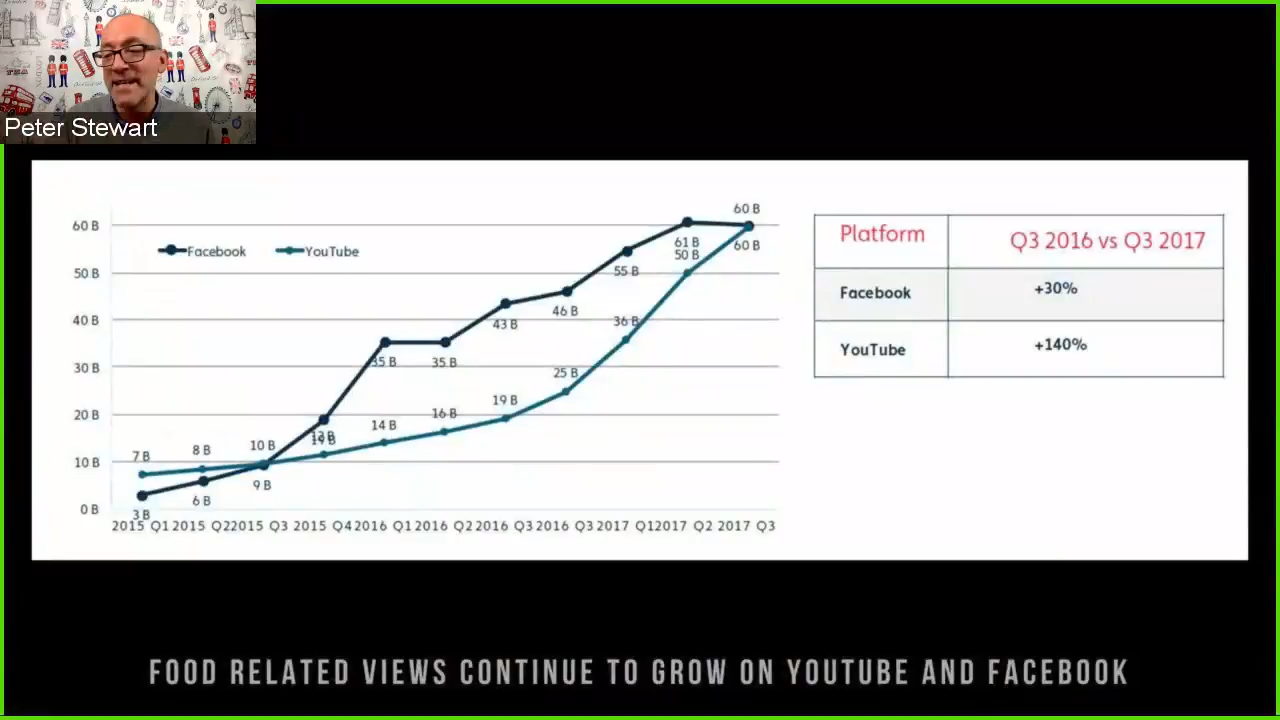 Peter Stewart
60 B
50 B
40 B
30 B
20 B
10 B
0 B
Facebook
YouTube
7 B
8 B
10 B
14 B
16 B
19 B
25 B
36 B
50 B
60 B
3 B
6 B
9 B
19 B
35 B
35 B
43 B
46 B
55 B
61 B
60 B
2015 Q1 2015 Q2 2015 Q3 2015 Q4 2016 Q1 2016 Q2 2016 Q3 2016 Q3 2017 Q1 2017 Q2 2017 Q3
Platform Q3 2016 vs Q3 2017
Facebook +30%
YouTube +140%
FOOD RELATED VIEWS CONTINUE TO GROW ON YOUTUBE AND FACEBOOK